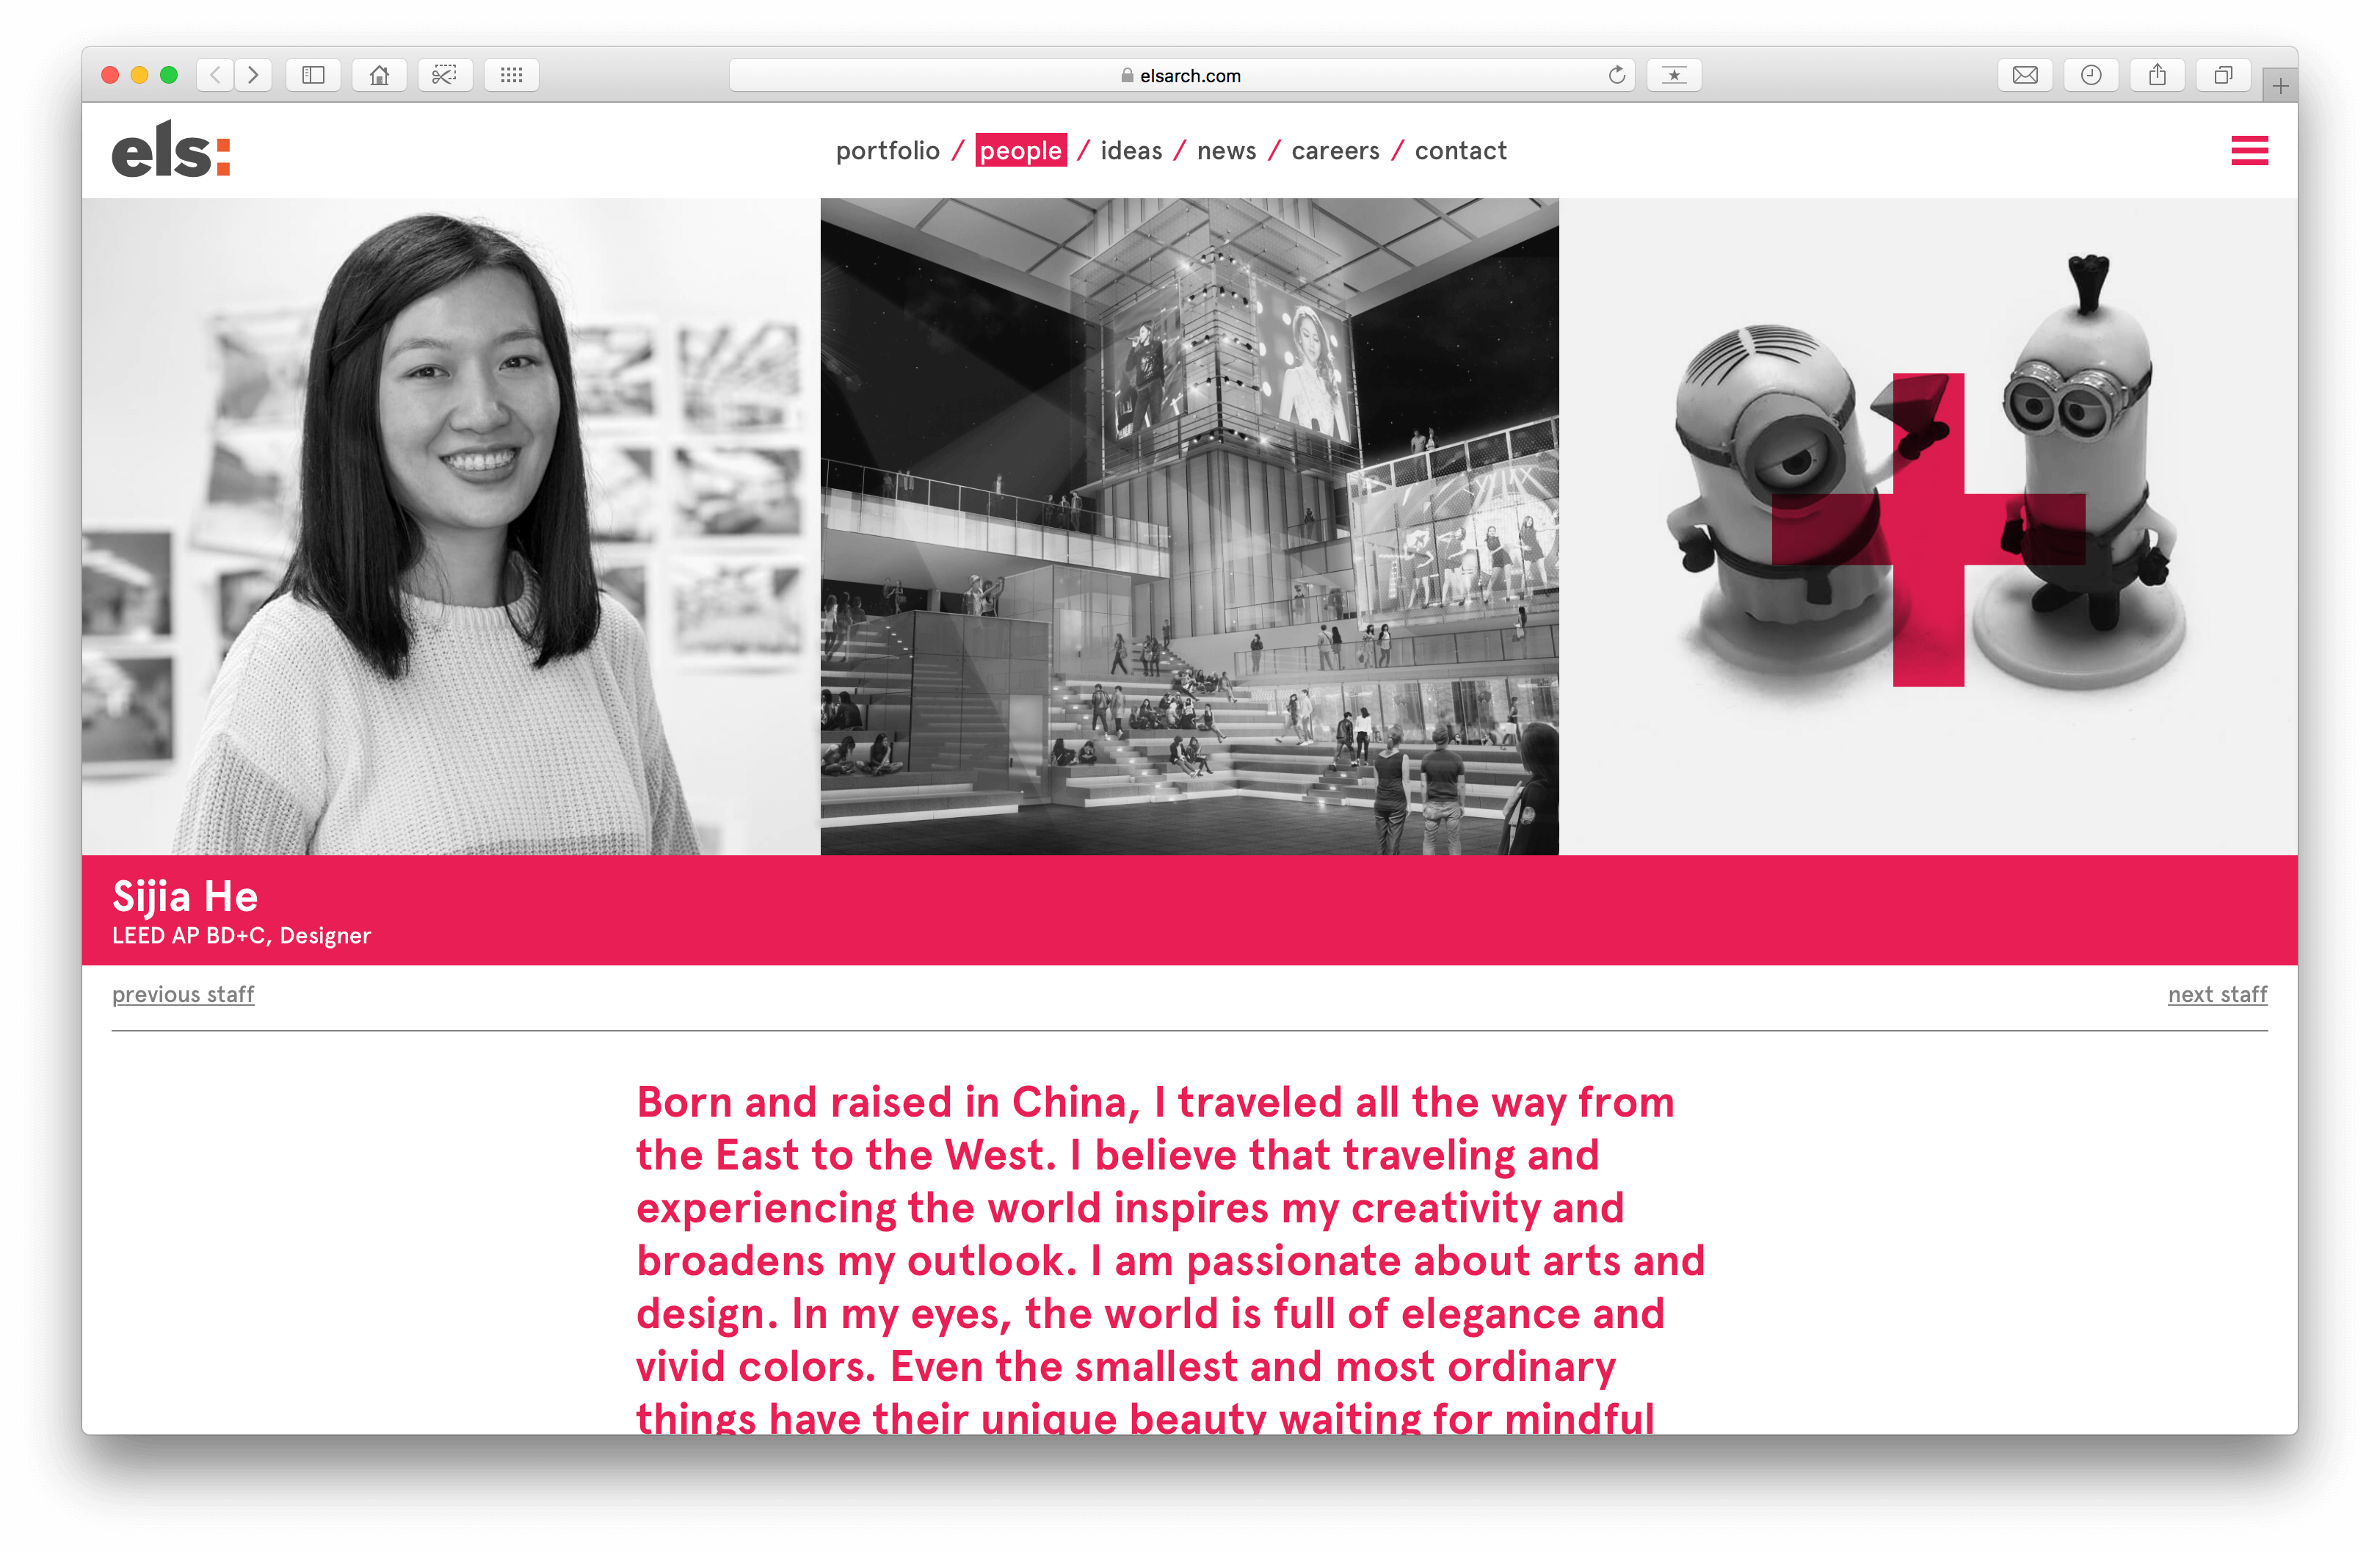 elsarch.com
els:
portfolio / people / ideas / news / careers / contact
Sijia He
LEED AP BD+C, Designer
previous staff
next staff
Born and raised in China, I traveled all the way from
the East to the West. I believe that traveling and
experiencing the world inspires my creativity and
broadens my outlook. I am passionate about arts and
design. In my eyes, the world is full of elegance and
vivid colors. Even the smallest and most ordinary
things have their unique beauty waiting for mindful